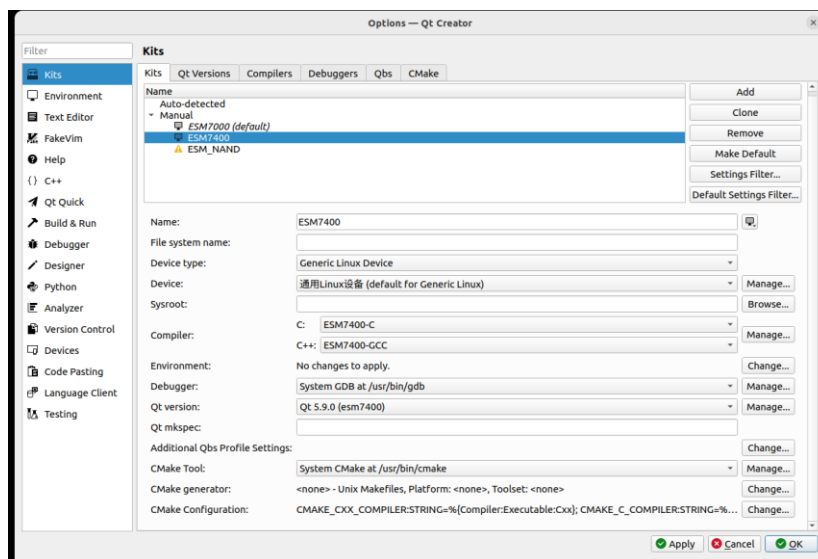 Options — Qt Creator
Filter
Kits
Kits
Environment
Text Editor
FakeVim
Help
C++
Qt Quick
Build & Run
Debugger
Designer
Python
Analyzer
Version Control
Devices
Code Pasting
Language Client
Testing
Kits Qt Versions Compilers Debuggers Qbs CMake
Name
Auto-detected
Manual
ESM7000 (default)
ESM7400
ESM_NAND
Add
Clone
Remove
Make Default
Settings Filter...
Default Settings Filter...
Name: ESM7400
File system name:
Device type: Generic Linux Device
Device: 通用Linux设备 (default for Generic Linux) Manage...
Sysroot: Browse...
Compiler: C: ESM7400-C Manage...
C++: ESM7400-GCC
Environment: No changes to apply. Change...
Debugger: System GDB at /usr/bin/gdb Manage...
Qt version: Qt 5.9.0 (esm7400) Manage...
Qt mkspec:
Additional Qbs Profile Settings: Change...
CMake Tool: System CMake at /usr/bin/cmake Manage...
CMake generator: <none> - Unix Makefiles, Platform: <none>, Toolset: <none> Change...
CMake Configuration: CMAKE_CXX_COMPILER:STRING=%{Compiler:Executable:Cxx}; CMAKE_C_COMPILER:STRING=%... Change...
Apply Cancel OK